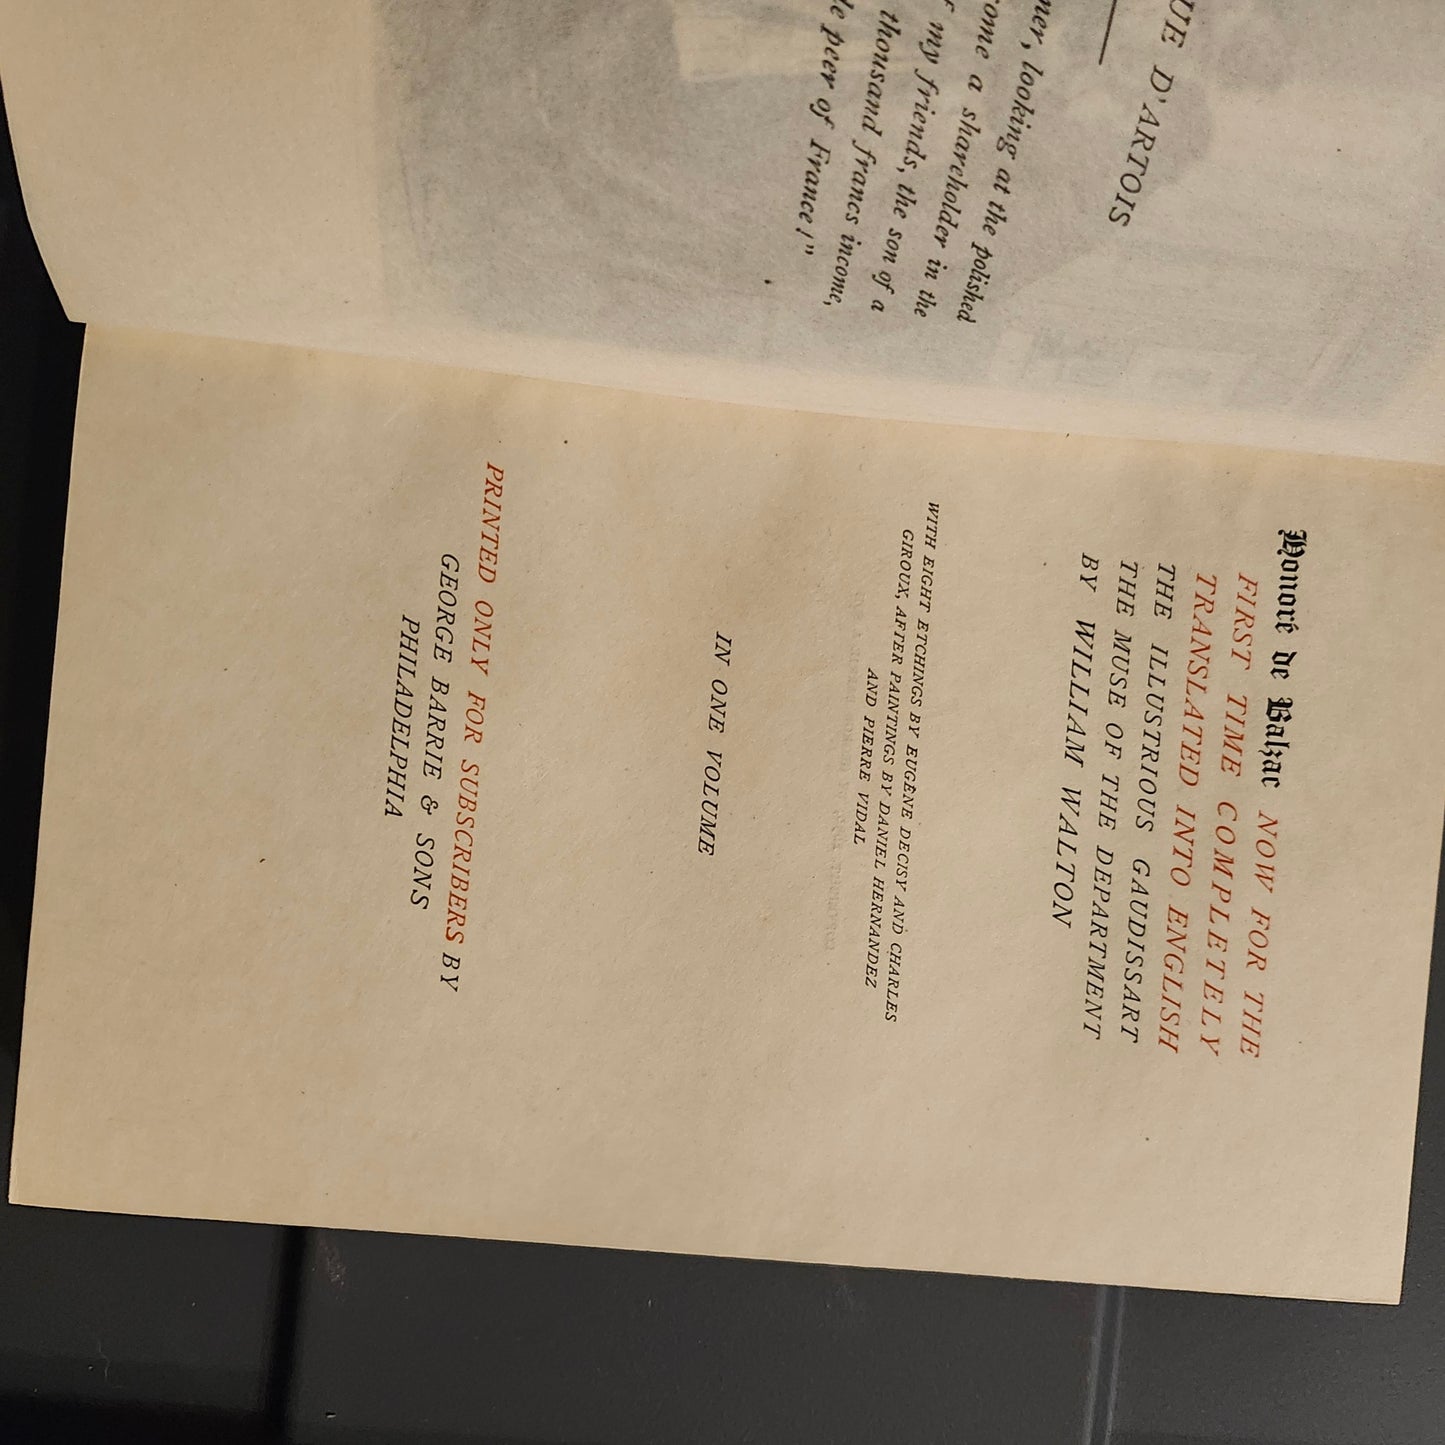 UE D'ARTOIS
ner, looking at the polished
ome a shareholder in the
f my friends, the son of a
thousand francs income,
le peer of France!"
Honoré de Balzac NOW FOR THE
FIRST TIME COMPLETELY
TRANSLATED INTO ENGLISH
THE ILLUSTRIOUS GAUDISSART
THE MUSE OF THE DEPARTMENT
BY WILLIAM WALTON
WITH EIGHT ETCHINGS BY EUGÈNE DECISY AND CHARLES
GIROUX, AFTER PAINTINGS BY DANIEL HERNANDEZ
AND PIERRE VIDAL
IN ONE VOLUME
PRINTED ONLY FOR SUBSCRIBERS BY
GEORGE BARRIE & SONS
PHILADELPHIA